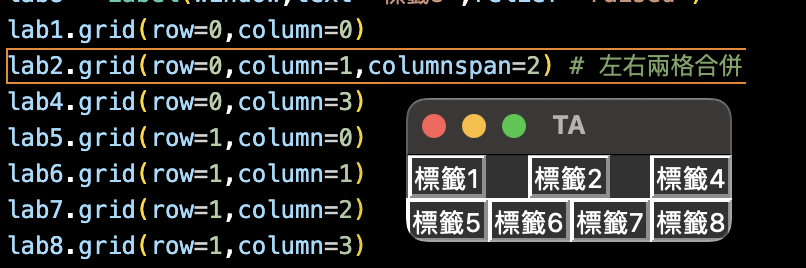 lab1.grid(row=0,column=0)
lab2.grid(row=0,column=1,columnspan=2) # 左右兩格合併
lab4.grid(row=0,column=3)
lab5.grid(row=1,column=0)
lab6.grid(row=1,column=1)
lab7.grid(row=1,column=2)
lab8.grid(row=1,column=3)
TA
標籤1 標籤2 標籤4
標籤5 標籤6 標籤7 標籤8